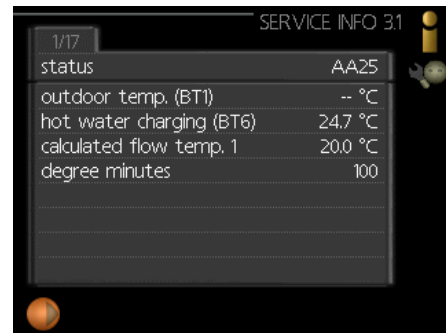 SERVICE INFO 3.1
1/17
status AA25
outdoor temp. (BT1) -- °C
hot water charging (BT6) 24.7 °C
calculated flow temp. 1 20.0 °C
degree minutes 100